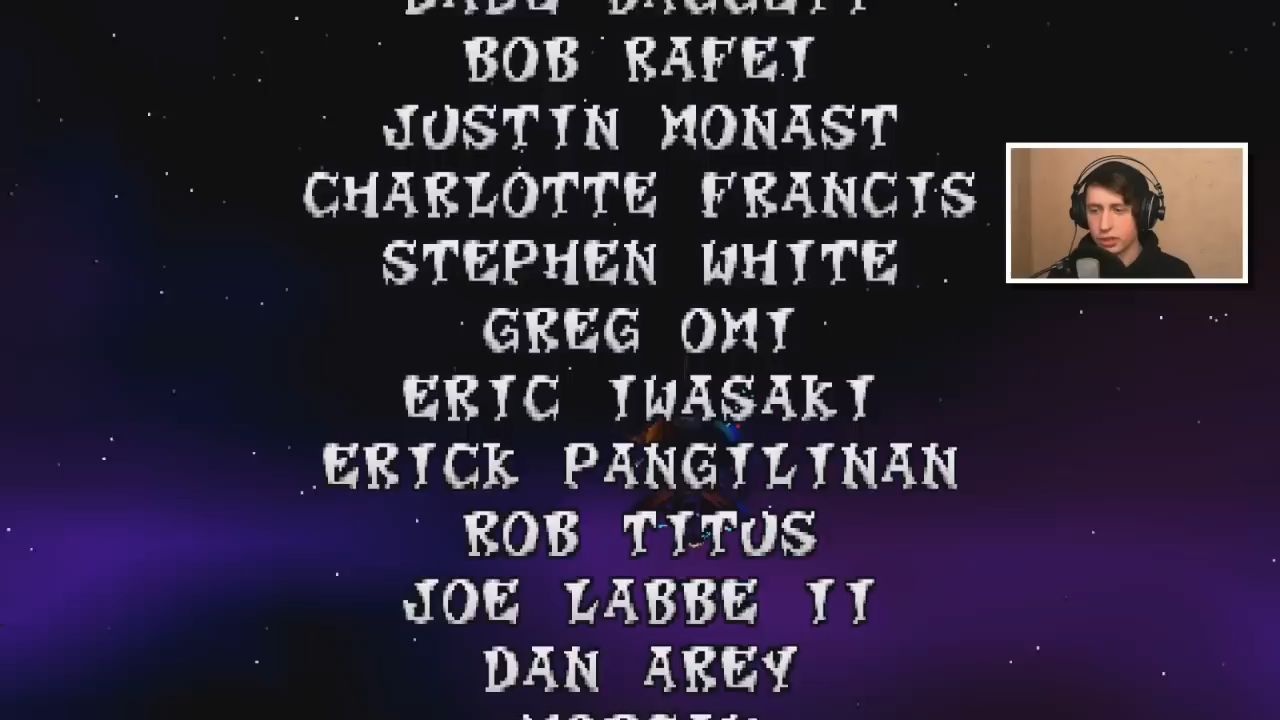 BOB RAFEI
JUSTIN MONAST
CHARLOTTE FRANCIS
STEPHEN WHITE
GREG OMI
ERIC IWASAKI
ERICK PANGILINAN
ROB TITUS
JOE LABBE II
DAN AREY